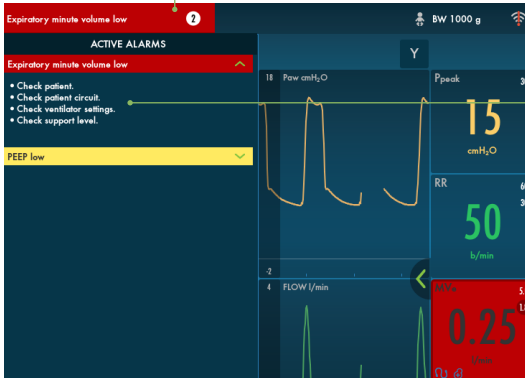 Expiratory minute volume low
2
BW 1000 g
ACTIVE ALARMS
Expiratory minute volume low
• Check patient.
• Check patient circuit.
• Check ventilator settings.
• Check support level.
PEEP low
Y
18 Paw cmH₂O
-2
4 FLOW l/min
Ppeak
15
cmH₂O
RR
50
b/min
MVe
0.25
l/min